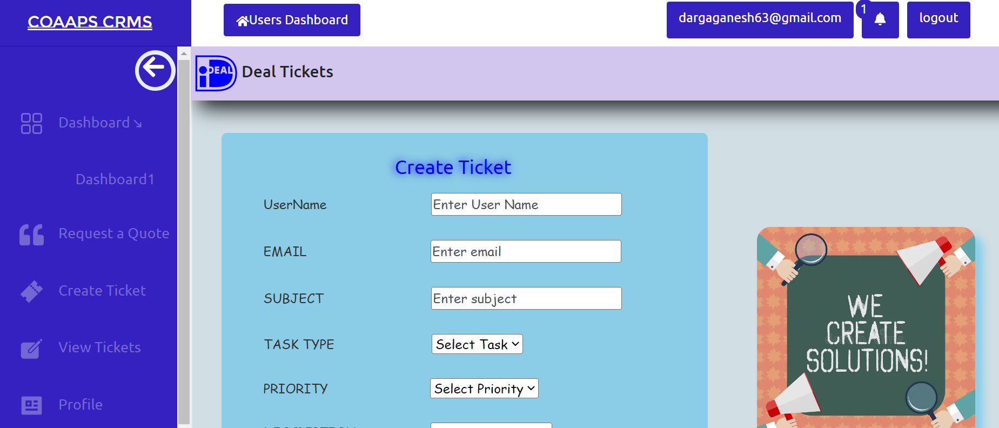 COAAPS CRMS
Users Dashboard
dargaganesh63@gmail.com
1
logout
iDEAL
Deal Tickets
Dashboard ↘
Dashboard1
Request a Quote
Create Ticket
View Tickets
Profile
Create Ticket
UserName
Enter User Name
EMAIL
Enter email
SUBJECT
Enter subject
TASK TYPE
Select Task
PRIORITY
Select Priority
WE
CREATE
SOLUTIONS!